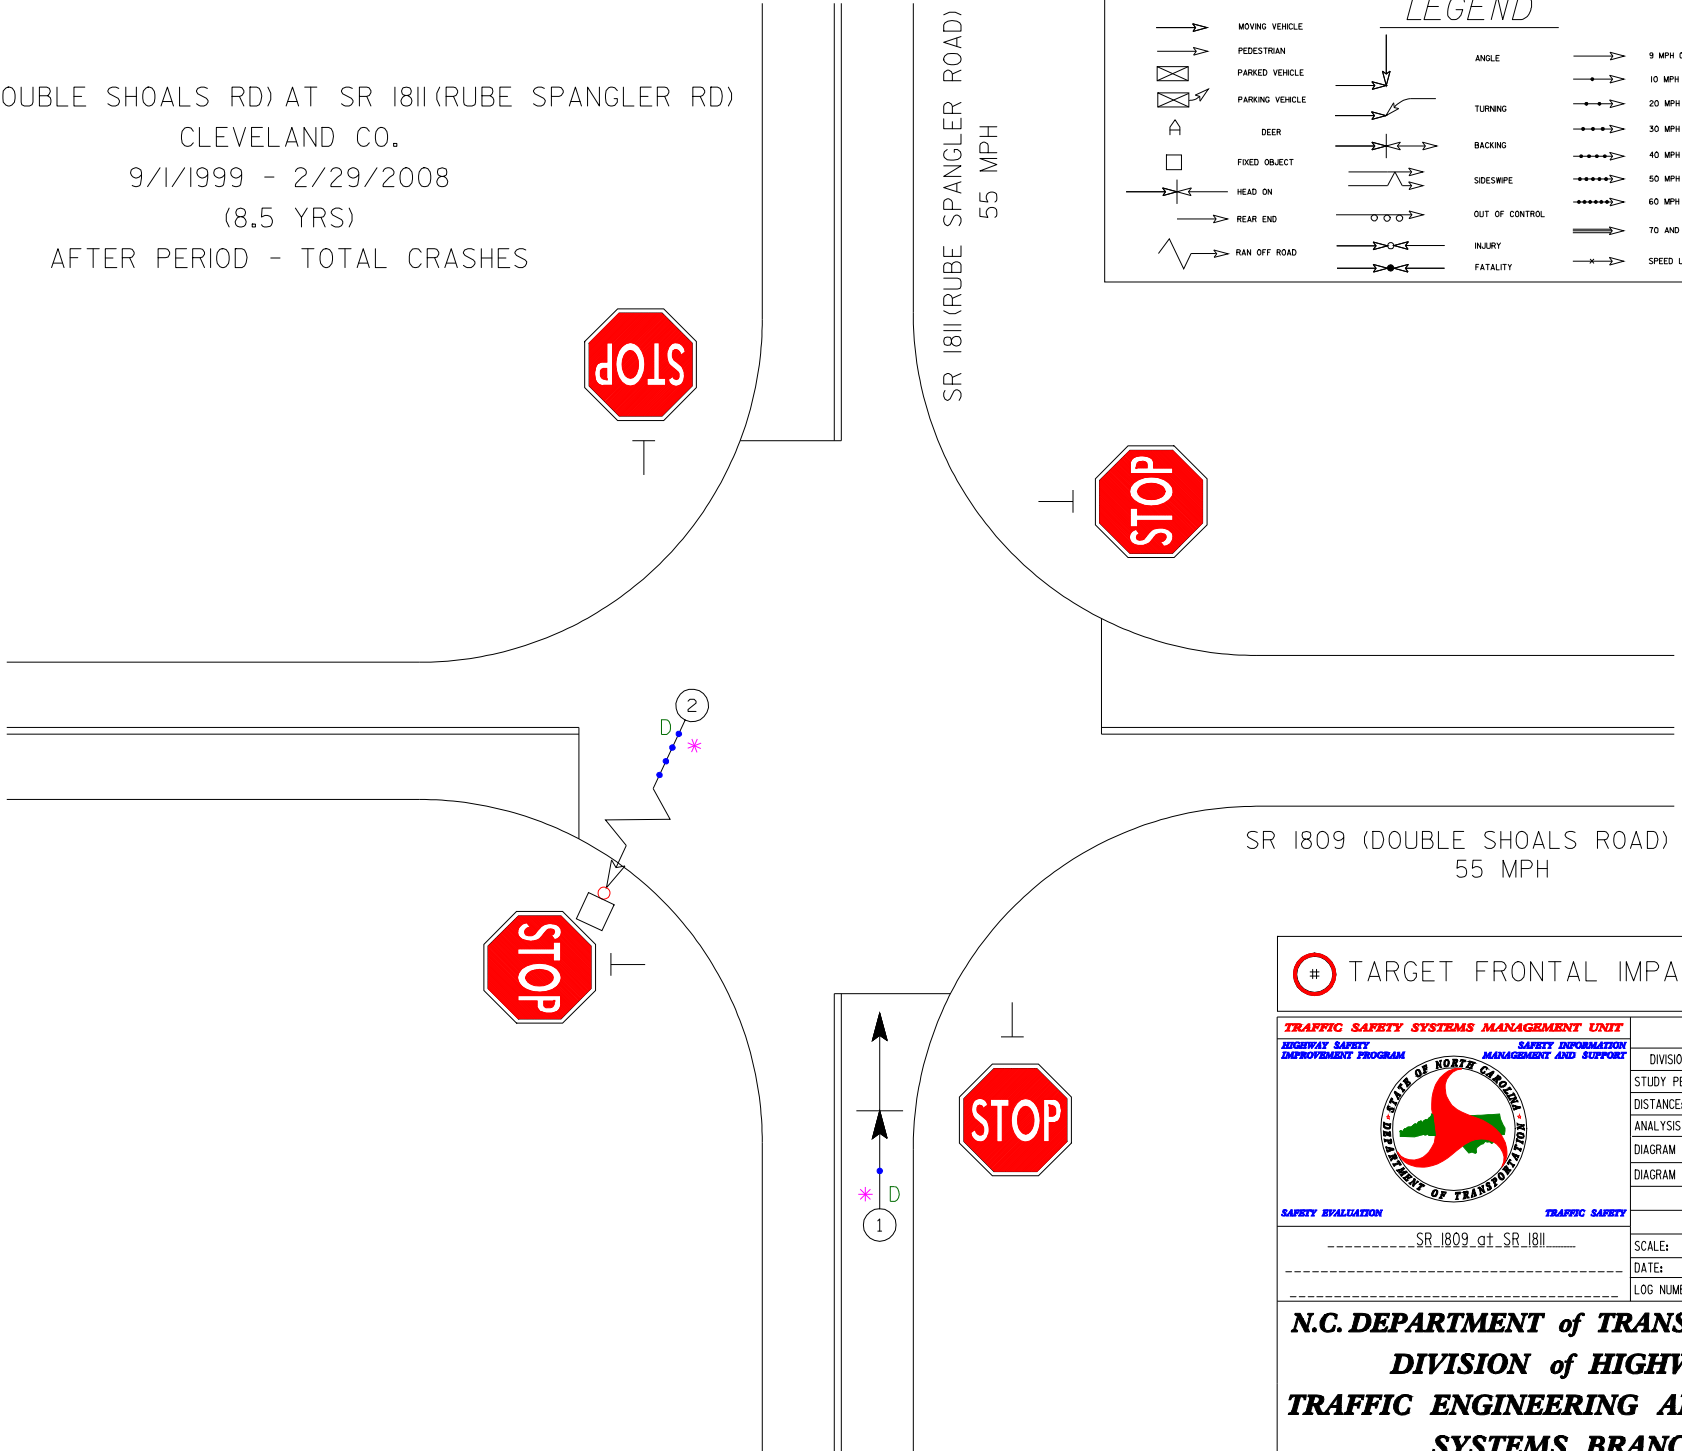 OUBLE SHOALS RD) AT SR 1811 (RUBE SPANGLER RD)
CLEVELAND CO.
9/1/1999 - 2/29/2008
(8.5 YRS)
AFTER PERIOD - TOTAL CRASHES
SR 1811 (RUBE SPANGLER ROAD)
55 MPH
LEGEND
MOVING VEHICLE
PEDESTRIAN
PARKED VEHICLE
PARKING VEHICLE
DEER
FIXED OBJECT
HEAD ON
REAR END
RAN OFF ROAD
ANGLE
TURNING
BACKING
SIDESWIPE
OUT OF CONTROL
INJURY
FATALITY
9 MPH
10 MPH
20 MPH
30 MPH
40 MPH
50 MPH
60 MPH
70 AND
SPEED
STOP
STOP
2
D
*
STOP
STOP
* D
1
SR 1809 (DOUBLE SHOALS ROAD)
55 MPH
# TARGET FRONTAL IMPA
TRAFFIC SAFETY SYSTEMS MANAGEMENT UNIT
HIGHWAY SAFETY
IMPROVEMENT PROGRAM
SAFETY INFORMATION
MANAGEMENT AND SUPPORT
STATE OF NORTH CAROLINA
DEPARTMENT OF TRANSPORTATION
SAFETY EVALUATION
TRAFFIC SAFETY
SR 1809 at SR 1811
DIVISIO
STUDY PE
DISTANCE:
ANALYSIS
DIAGRAM
DIAGRAM
SCALE:
DATE:
LOG NUM
N.C. DEPARTMENT of TRANS
DIVISION of HIGHW
TRAFFIC ENGINEERING A
SYSTEMS BRANC